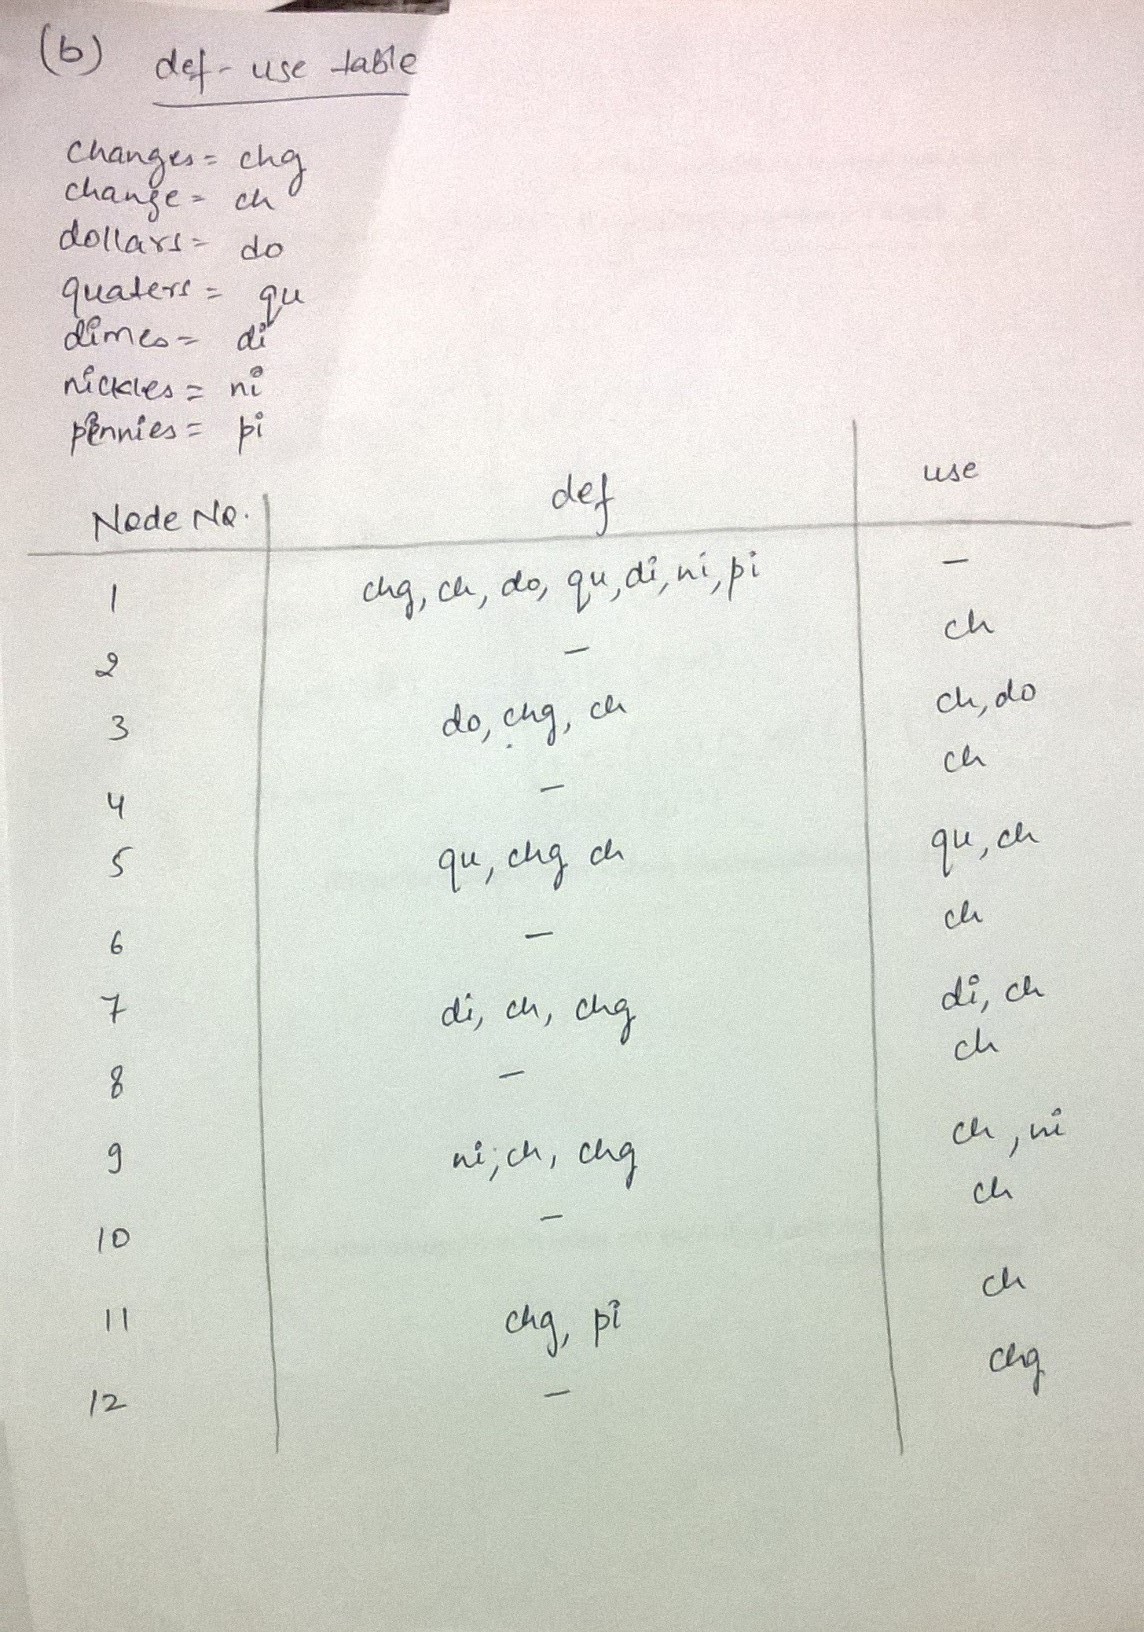 (b) def-use table
changes = chg
change = ch
dollars = do
quaters = qu
dimes = di
nickles = ni
pennies = pi
Node No. def use
1 chg, ch, do, qu, di, ni, pi –
2 – ch
3 do, chg, ch ch, do
4 – ch
5 qu, chg ch qu, ch
6 – ch
7 di, ch, chg di, ch
8 – ch
9 ni, ch, chg ch, ni
10 – ch
11 chg, pi ch
12 – chg